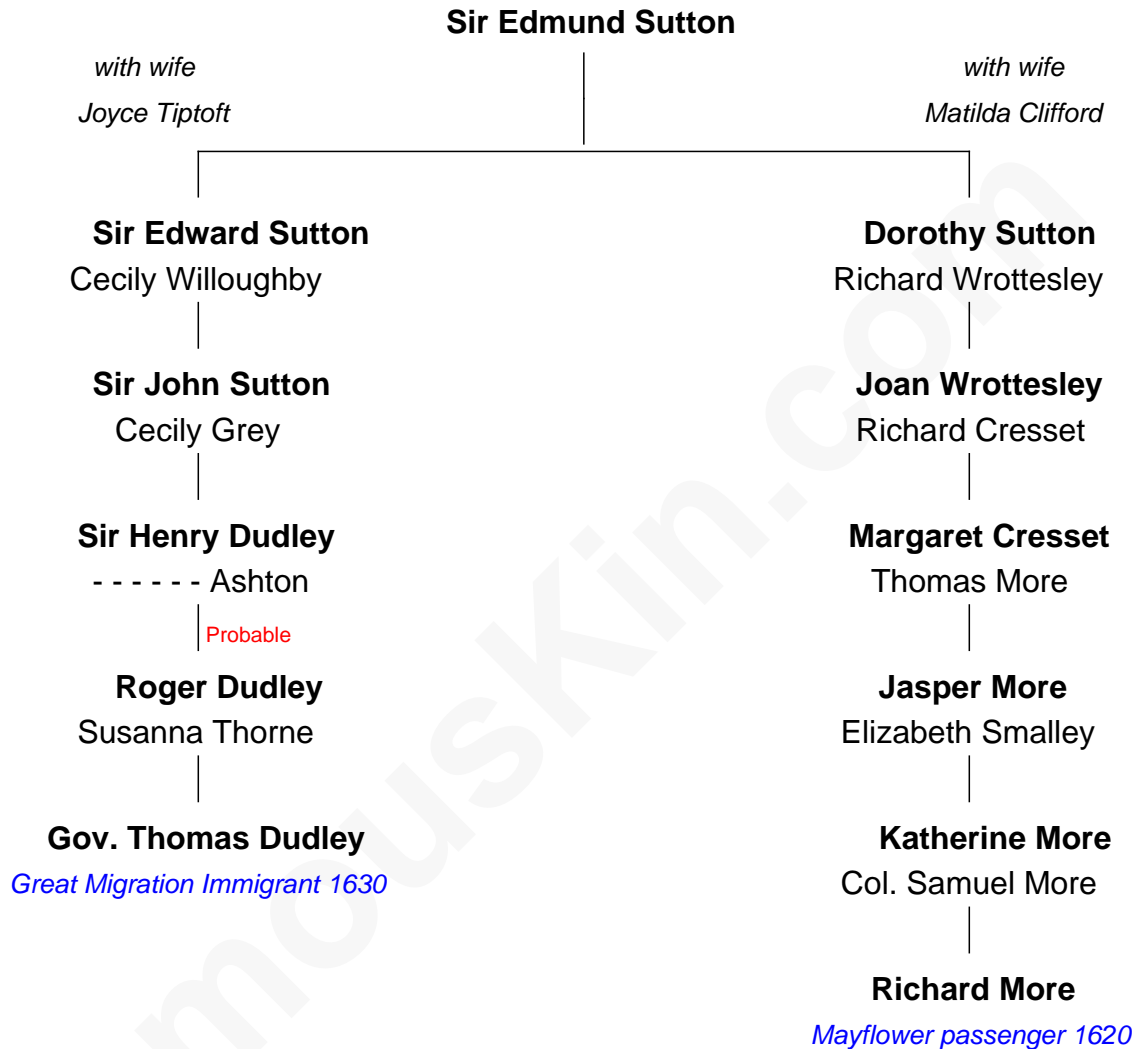 Sir Edmund Sutton
with wife
Joyce Tiptoft
with wife
Matilda Clifford
Sir Edward Sutton
Cecily Willoughby
Dorothy Sutton
Richard Wrottesley
Sir John Sutton
Cecily Grey
Joan Wrottesley
Richard Cresset
Sir Henry Dudley
- - - - - - Ashton
Margaret Cresset
Thomas More
Probable
Roger Dudley
Susanna Thorne
Jasper More
Elizabeth Smalley
Gov. Thomas Dudley
Great Migration Immigrant 1630
Katherine More
Col. Samuel More
Richard More
Mayflower passenger 1620
mouskin.com